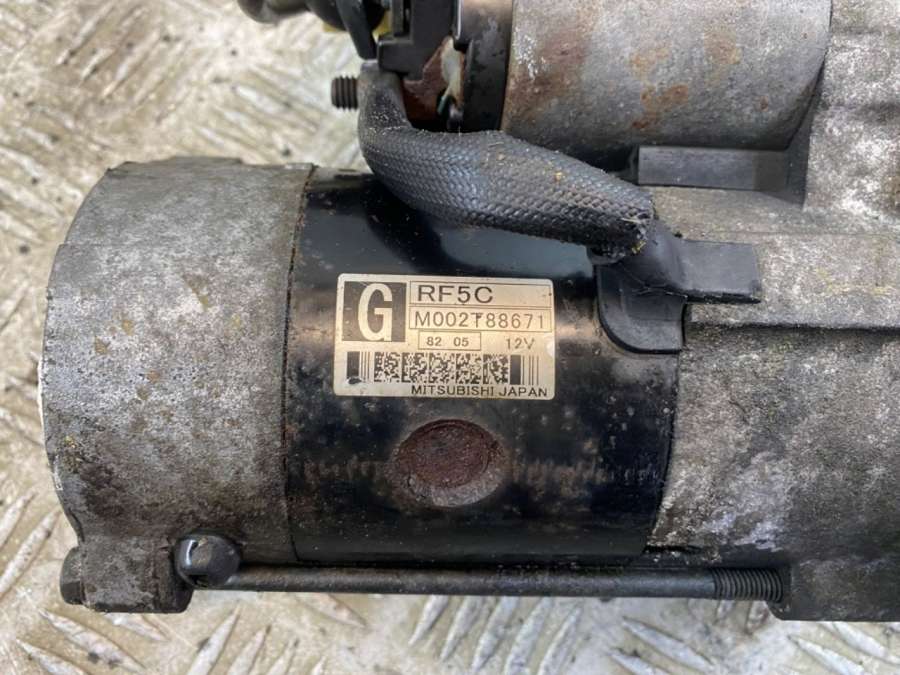 G
RF5C
M002T88671
82 05 12V
MITSUBISHI JAPAN